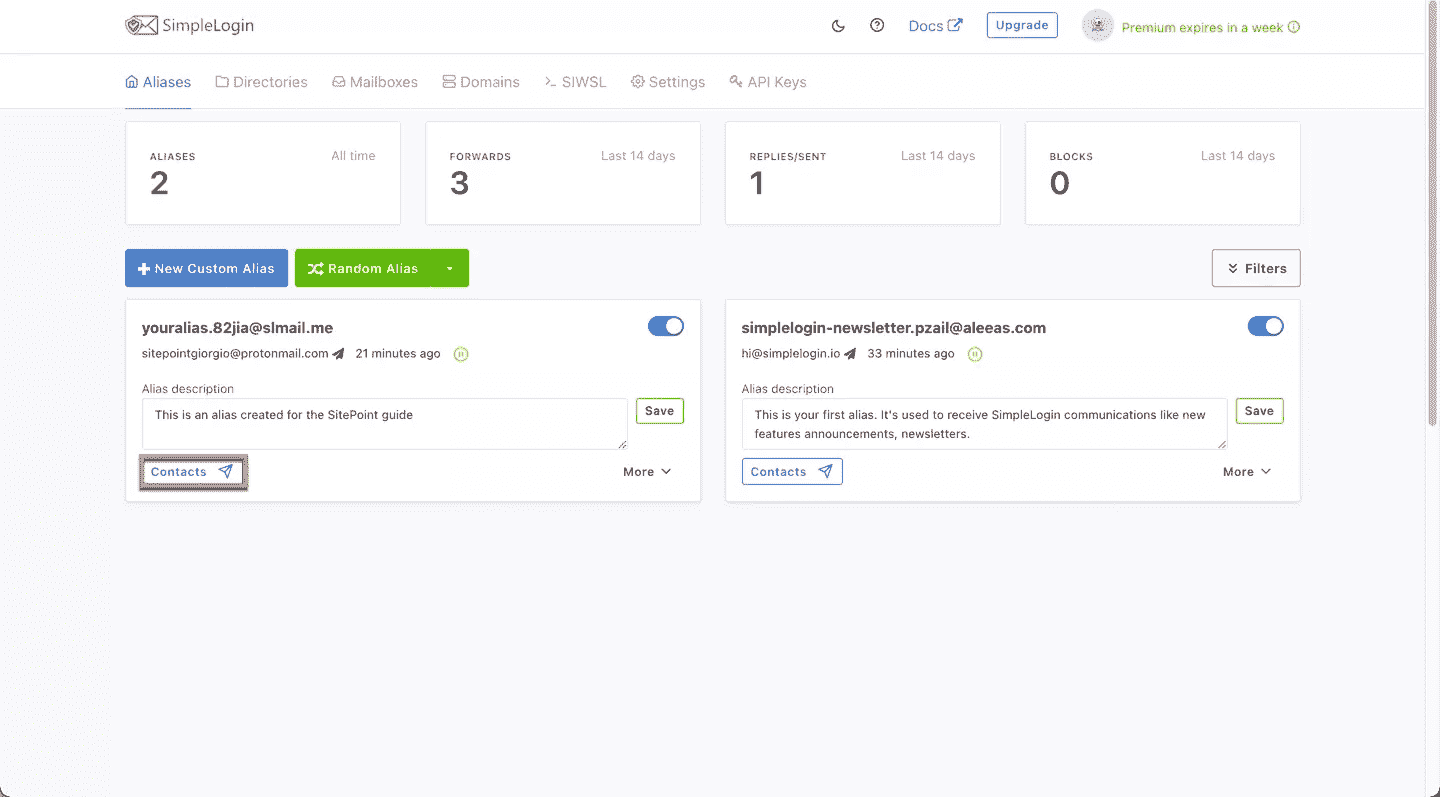 SimpleLogin
Docs
Upgrade
Premium expires in a week
Aliases
Directories
Mailboxes
Domains
SIWSL
Settings
API Keys
ALIASES
All time
2
FORWARDS
Last 14 days
3
REPLIES/SENT
Last 14 days
1
BLOCKS
Last 14 days
0
New Custom Alias
Random Alias
Filters
youralias.82jia@slmail.me
sitepointgiorgio@protonmail.com 21 minutes ago
Alias description
This is an alias created for the SitePoint guide
Save
Contacts
More
simplelogin-newsletter.pzail@aleeas.com
hi@simplelogin.io 33 minutes ago
Alias description
This is your first alias. It's used to receive SimpleLogin communications like new
features announcements, newsletters.
Save
Contacts
More